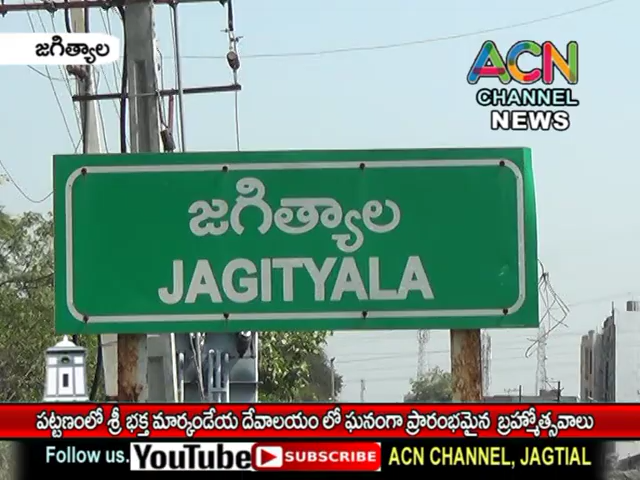 జగిత్యాల
ACN
CHANNEL
NEWS
జగిత్యాల
JAGITYALA
పట్టణంలో శ్రీ భక్త మార్కండేయ దేవాలయం లో ఘనంగా ప్రారంభమైన బ్రహ్మోత్సవాలు
Follow us. YouTube SUBSCRIBE ACN CHANNEL, JAGTIAL